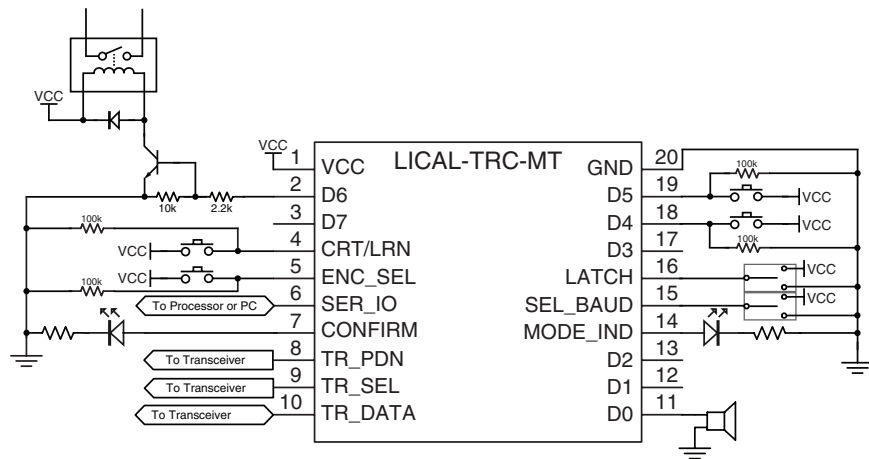 VCC
VCC
LICAL-TRC-MT
1 VCC
2 D6
3 D7
4 CRT/LRN
5 ENC_SEL
6 SER_IO
7 CONFIRM
8 TR_PDN
9 TR_SEL
10 TR_DATA
GND 20
D5 19
D4 18
D3 17
LATCH 16
SEL_BAUD 15
MODE_IND 14
D2 13
D1 12
D0 11
10k
2.2k
100k
VCC
VCC
100k
To Processor or PC
To Transceiver
To Transceiver
To Transceiver
100k
VCC
VCC
100k
VCC
VCC